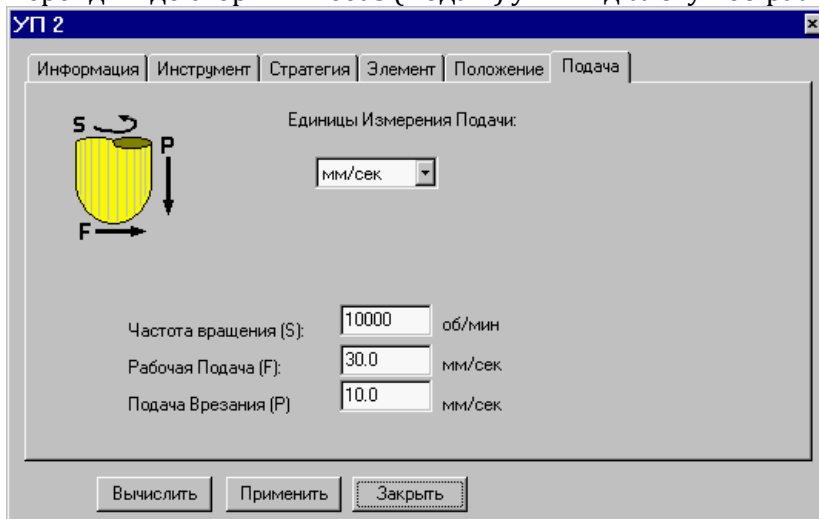 УП 2
Информация Инструмент Стратегия Элемент Положение Подача
S
P
F
Единицы Измерения Подачи:
мм/сек
Частота вращения (S): 10000 об/мин
Рабочая Подача (F): 30.0 мм/сек
Подача Врезания (P) 10.0 мм/сек
Вычислить Применить Закрыть